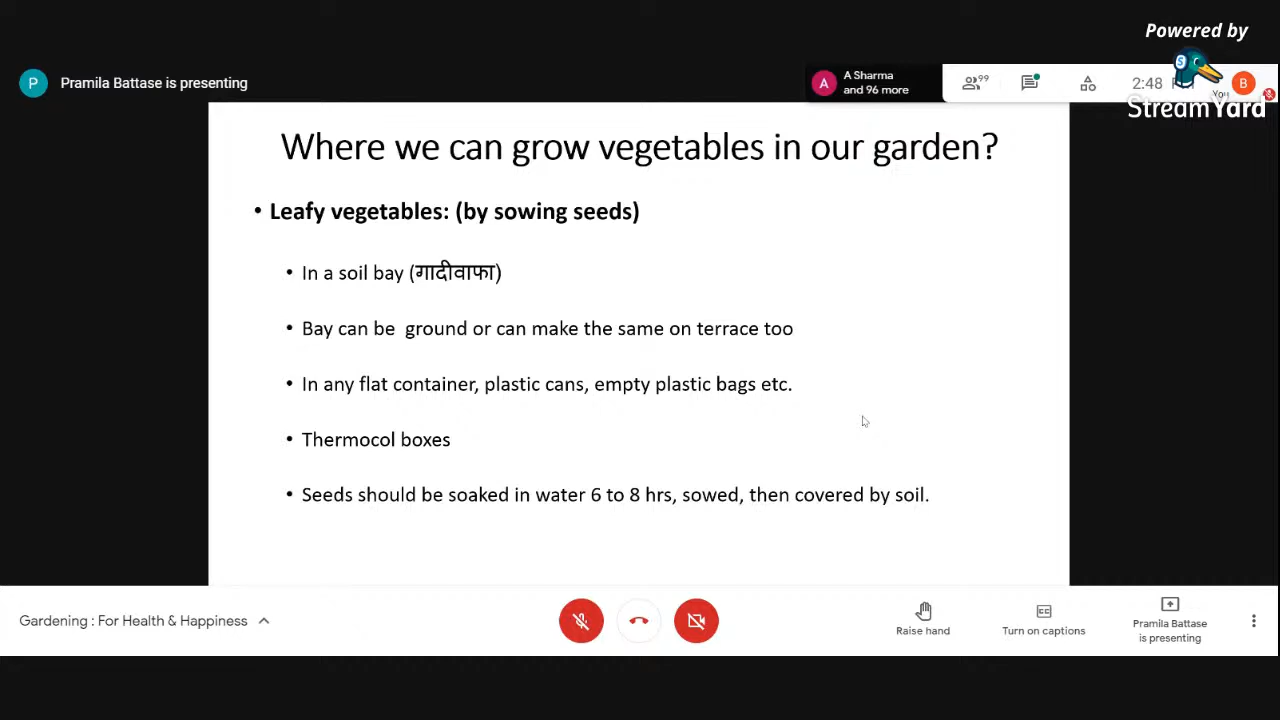 Powered by
StreamYard
P
Pramila Battase is presenting
A
A Sharma
and 96 more
99
2:48
You
B
Where we can grow vegetables in our garden?
• Leafy vegetables: (by sowing seeds)
• In a soil bay (गादीवाफा)
• Bay can be ground or can make the same on terrace too
• In any flat container, plastic cans, empty plastic bags etc.
• Thermocol boxes
• Seeds should be soaked in water 6 to 8 hrs, sowed, then covered by soil.
Gardening : For Health & Happiness
Raise hand
Turn on captions
Pramila Battase
is presenting